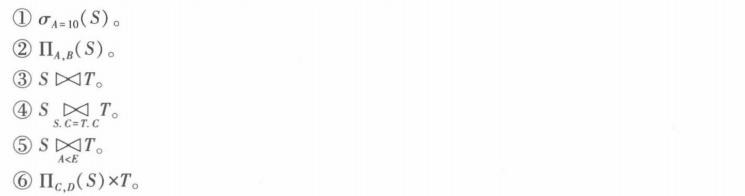 ① σ_{A=10}(S)。
② Π_{A,B}(S)。
③ S ⋈ T。
④ S ⋈_{S.C=T.C} T。
⑤ S ⋈_{A<E} T。
⑥ Π_{C,D}(S)×T。